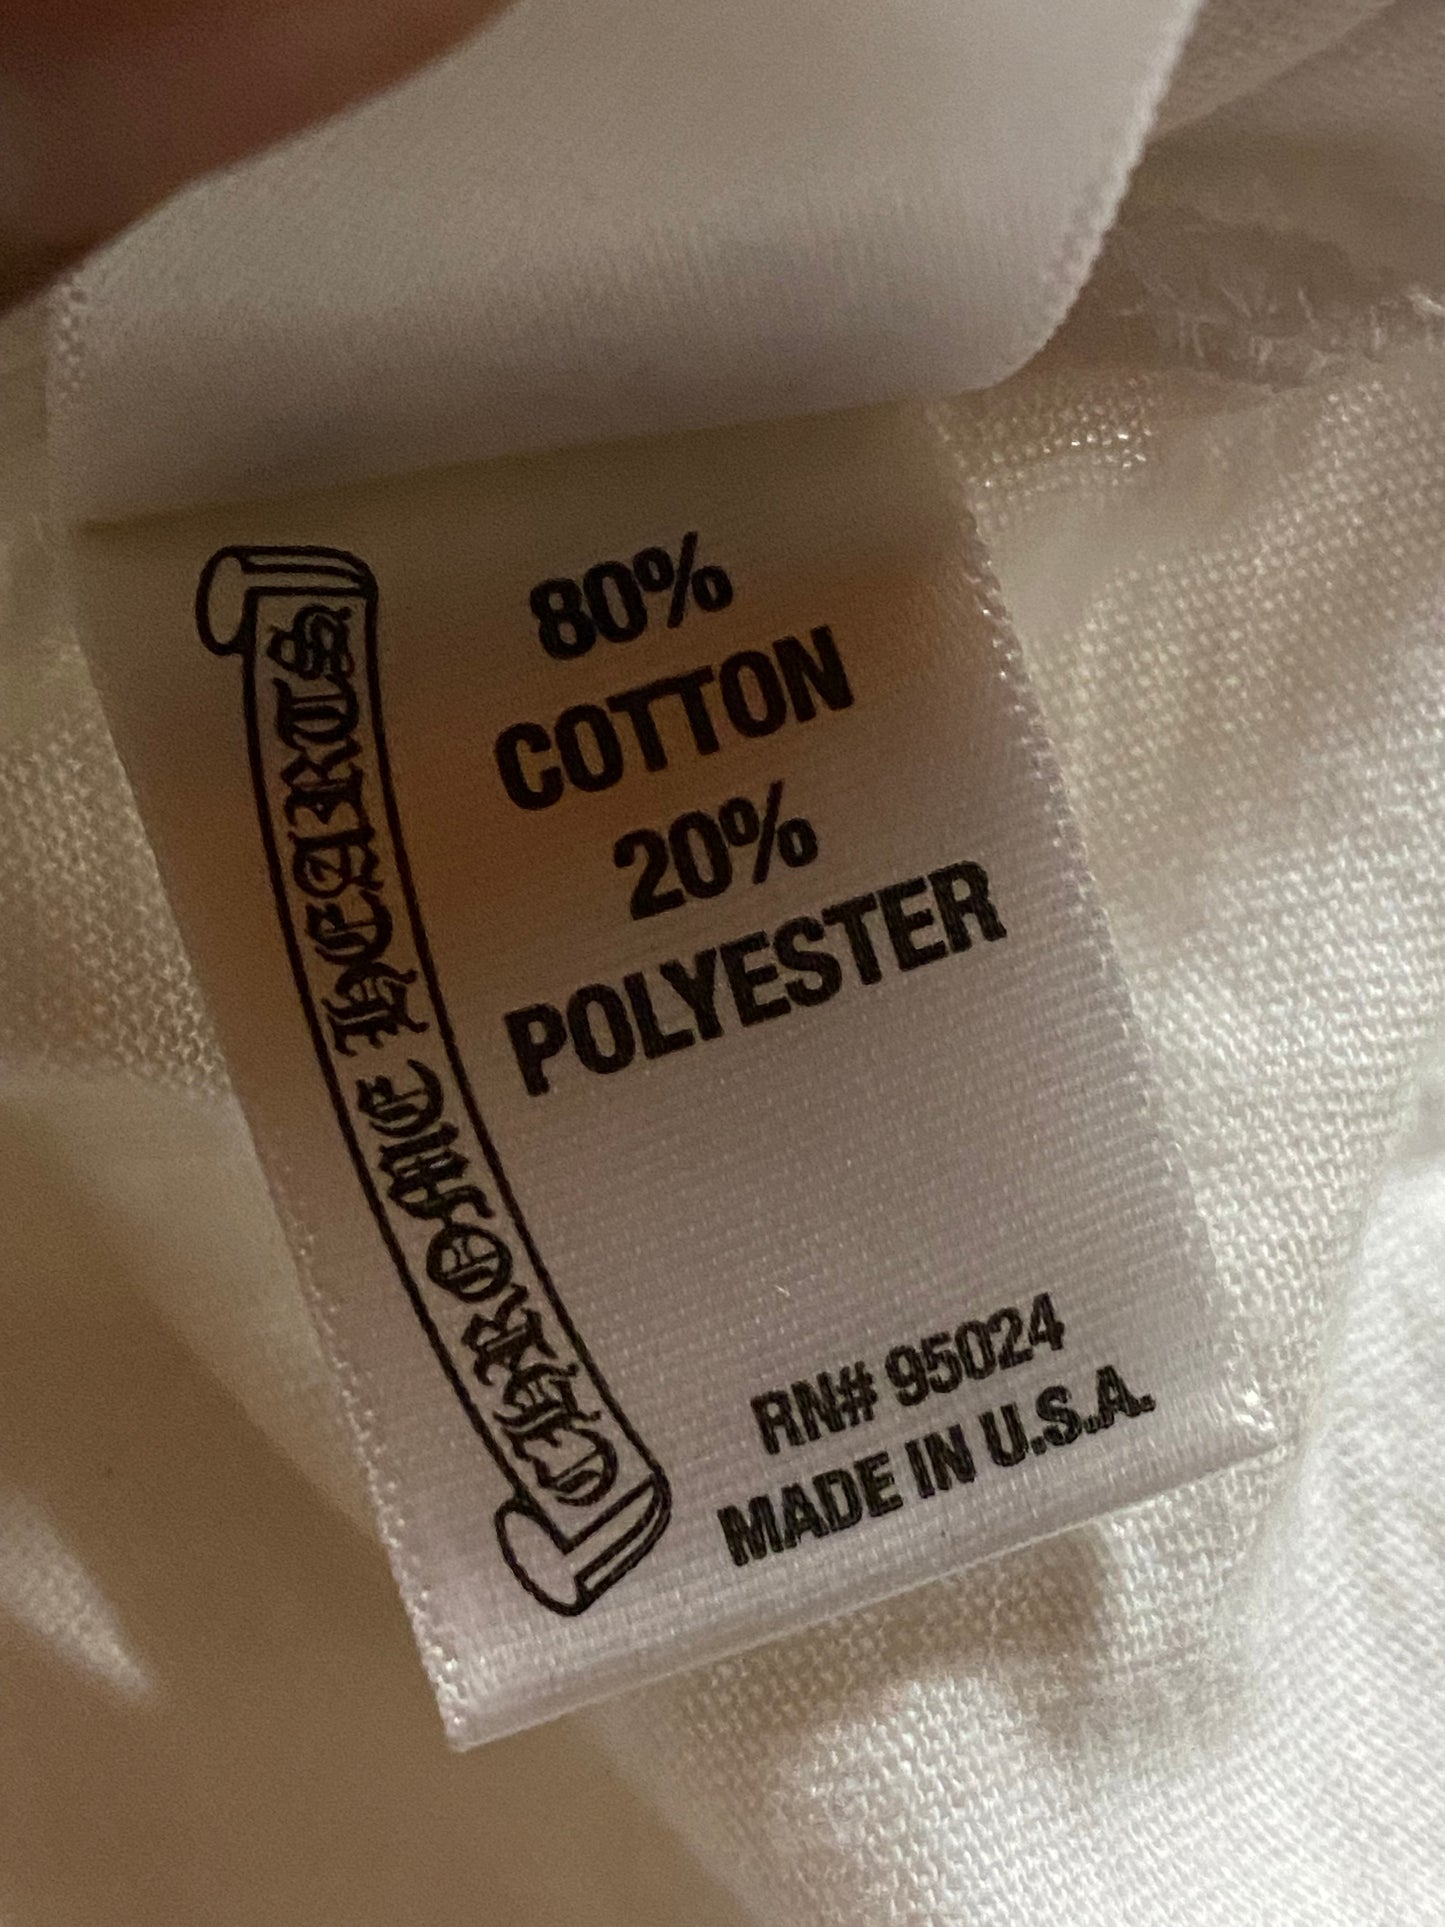 CHROME HEARTS
80%
COTTON
20%
POLYESTER
RN# 95024
MADE IN U.S.A.